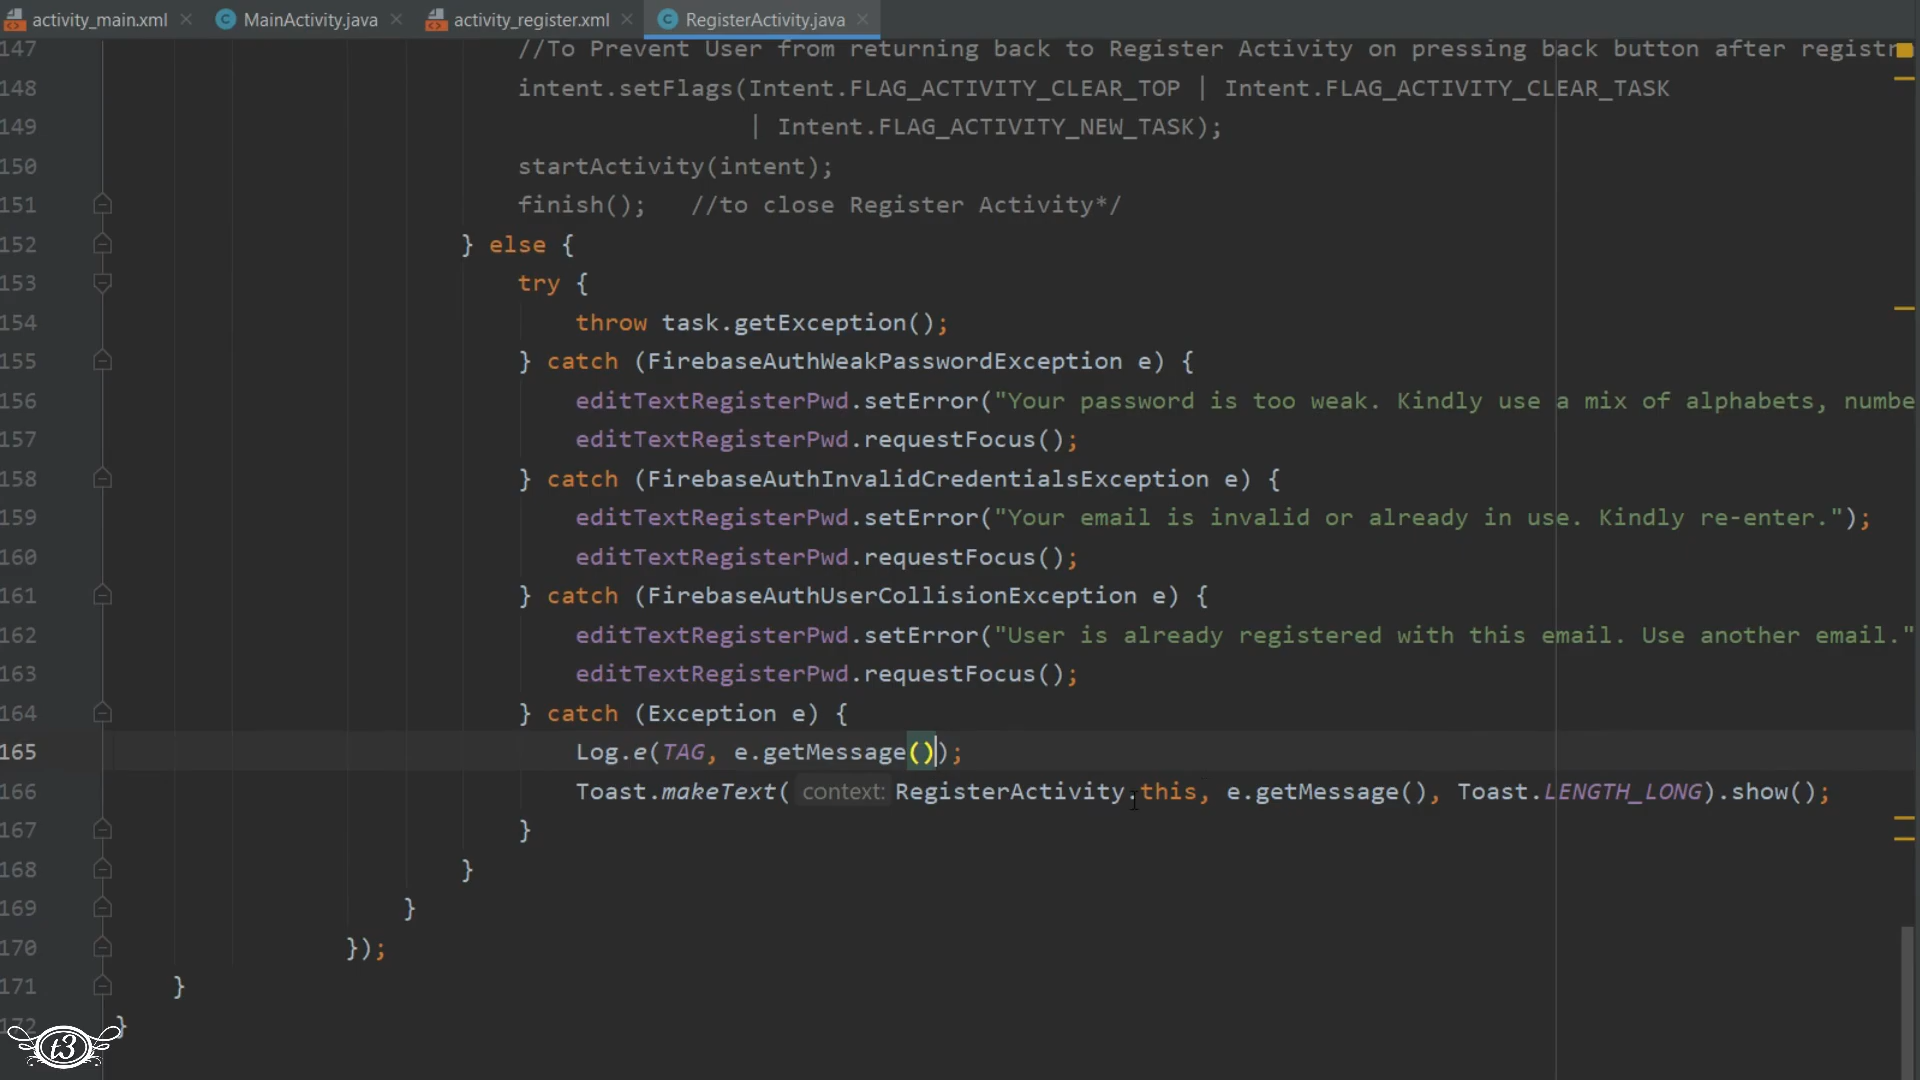 activity_main.xml MainActivity.java activity_register.xml RegisterActivity.java
147 //To Prevent User from returning back to Register Activity on pressing back button after registr
148 intent.setFlags(Intent.FLAG_ACTIVITY_CLEAR_TOP | Intent.FLAG_ACTIVITY_CLEAR_TASK
149 | Intent.FLAG_ACTIVITY_NEW_TASK);
150 startActivity(intent);
151 finish(); //to close Register Activity*/
152 } else {
153 try {
154 throw task.getException();
155 } catch (FirebaseAuthWeakPasswordException e) {
156 editTextRegisterPwd.setError("Your password is too weak. Kindly use a mix of alphabets, numbe
157 editTextRegisterPwd.requestFocus();
158 } catch (FirebaseAuthInvalidCredentialsException e) {
159 editTextRegisterPwd.setError("Your email is invalid or already in use. Kindly re-enter.");
160 editTextRegisterPwd.requestFocus();
161 } catch (FirebaseAuthUserCollisionException e) {
162 editTextRegisterPwd.setError("User is already registered with this email. Use another email."
163 editTextRegisterPwd.requestFocus();
164 } catch (Exception e) {
165 Log.e(TAG, e.getMessage());
166 Toast.makeText( context: RegisterActivity.this, e.getMessage(), Toast.LENGTH_LONG).show();
167 }
168 }
169 }
170 });
171 }
172 }
t3